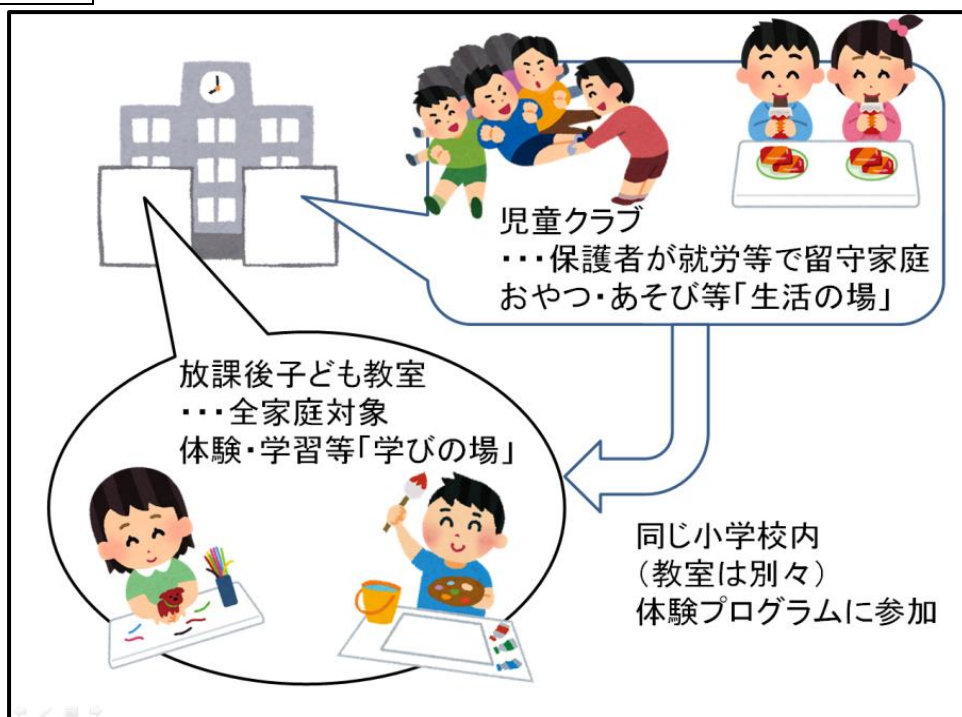 児童クラブ
・・・保護者が就労等で留守家庭
おやつ・あそび等「生活の場」
放課後子ども教室
・・・全家庭対象
体験・学習等「学びの場」
同じ小学校内
（教室は別々）
体験プログラムに参加